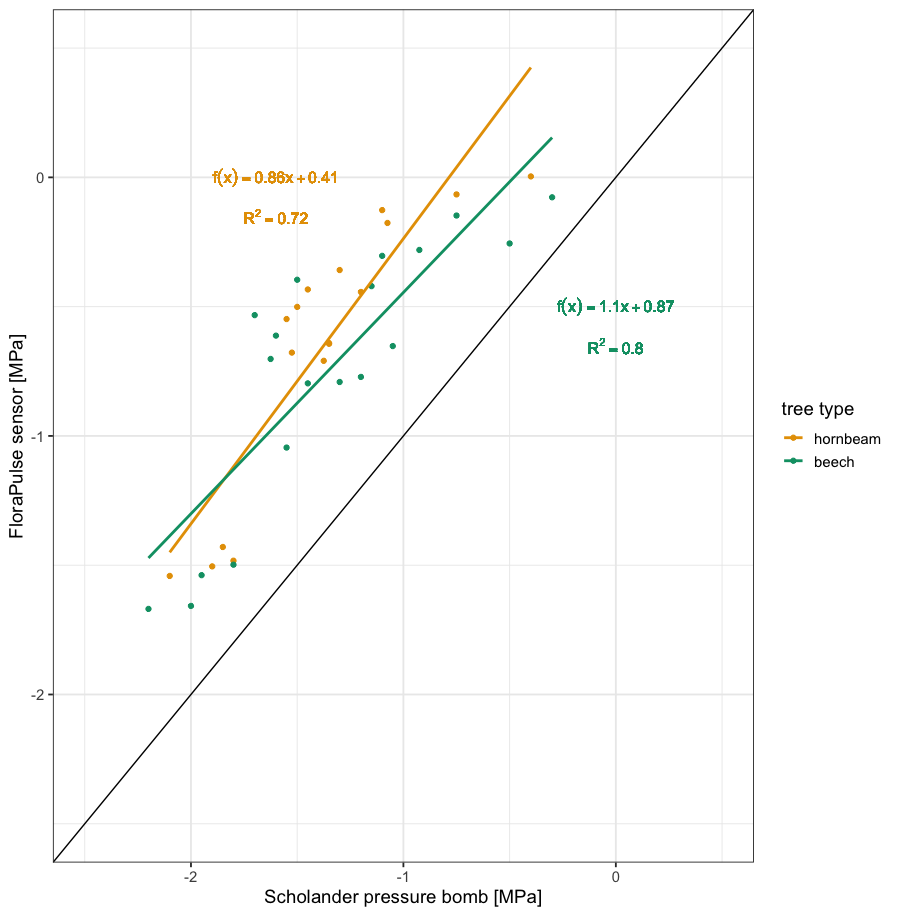 f(x) = 0.86x + 0.41
R² = 0.72
f(x) = 1.1x + 0.87
R² = 0.8
0
-1
-2
FloraPulse sensor [MPa]
-2
-1
0
Scholander pressure bomb [MPa]
tree type
hornbeam
beech